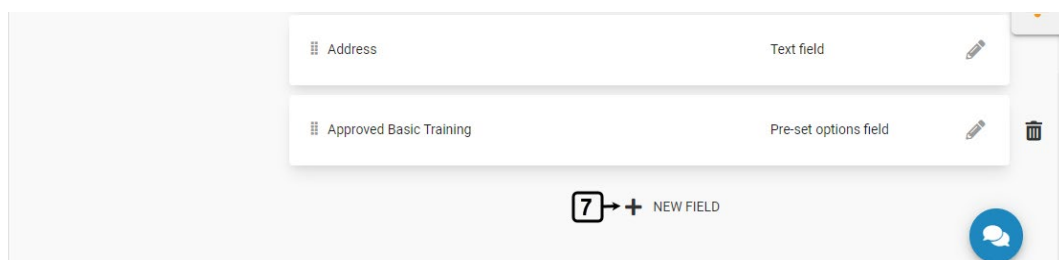 Address Text field
Approved Basic Training Pre-set options field
7 NEW FIELD